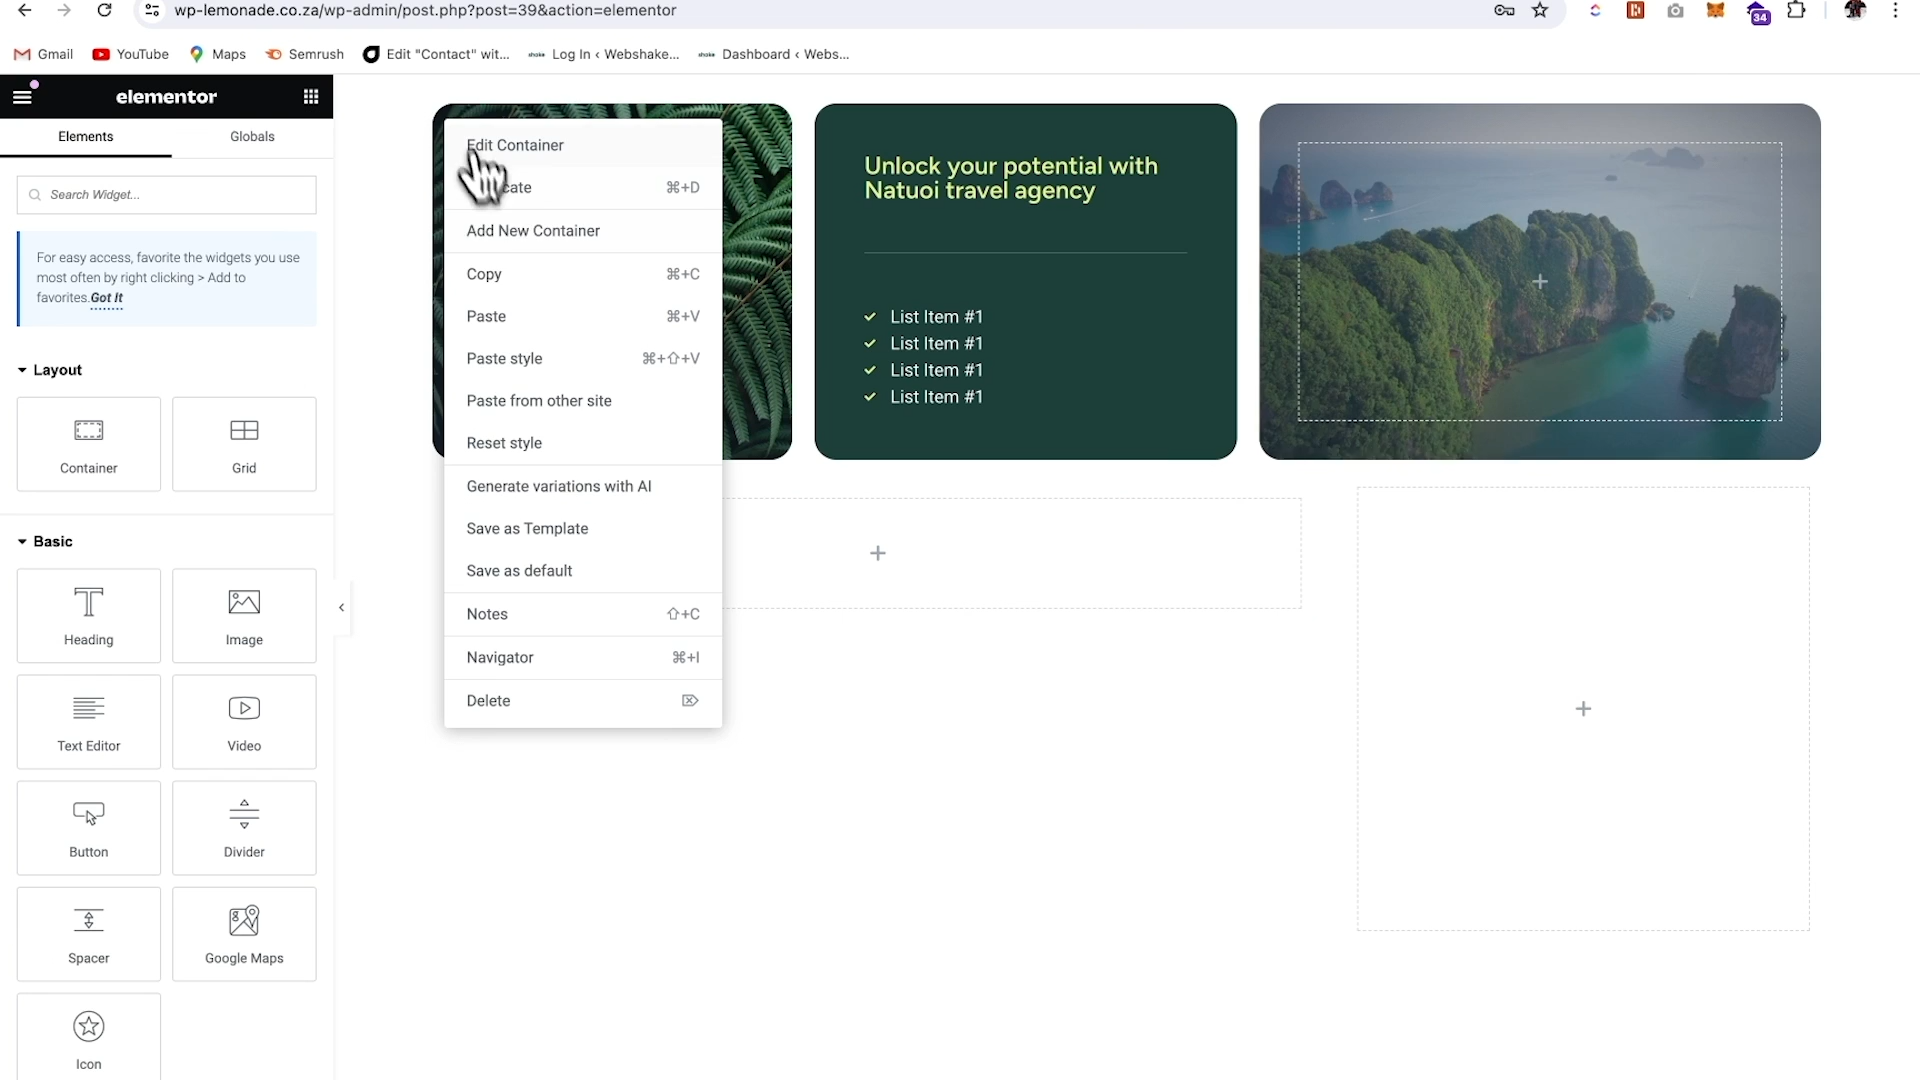 wp-lemonade.co.za/wp-admin/post.php?post=39&action=elementor
34
Gmail
YouTube
Maps
Semrush
Edit "Contact" wit...
Log In ‹ Webshake...
Dashboard ‹ Webs...
elementor
Elements
Globals
Search Widget...
For easy access, favorite the widgets you use
most often by right clicking > Add to
favorites. Got It
Layout
Container
Grid
Basic
Heading
Image
Text Editor
Video
Button
Divider
Spacer
Google Maps
Icon
Edit Container
cate ⌘+D
Add New Container
Copy ⌘+C
Paste ⌘+V
Paste style ⌘+⇧+V
Paste from other site
Reset style
Generate variations with AI
Save as Template
Save as default
Notes ⇧+C
Navigator ⌘+I
Delete
Unlock your potential with
Natuoi travel agency
List Item #1
List Item #1
List Item #1
List Item #1